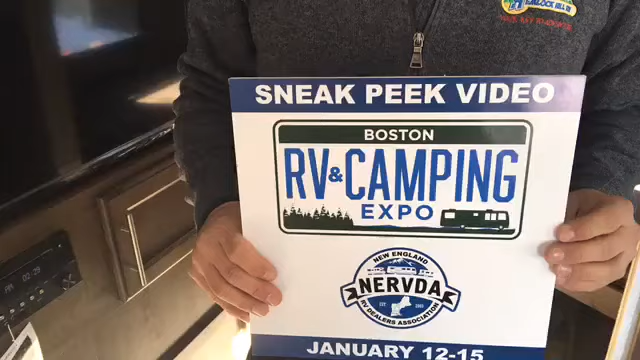 SNEAK PEEK VIDEO
BOSTON
RV & CAMPING
EXPO
NEW ENGLAND
NERVDA
RV DEALERS ASSOCIATION
JANUARY 12-15